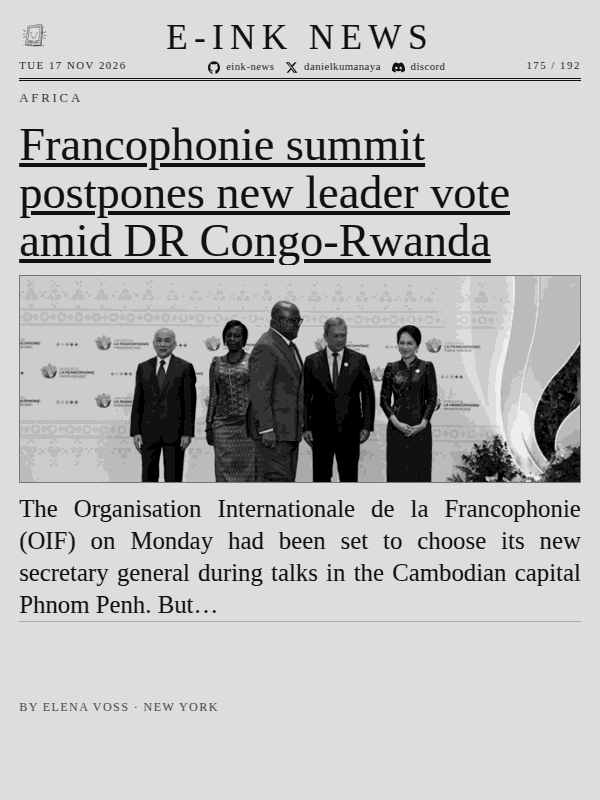 E-INK NEWS
TUE 17 NOV 2026
eink-news
danielkumanaya
discord
175 / 192
AFRICA
Francophonie summit
postpones new leader vote
amid DR Congo-Rwanda
The Organisation Internationale de la Francophonie
(OIF) on Monday had been set to choose its new
secretary general during talks in the Cambodian capital
Phnom Penh. But…
BY ELENA VOSS · NEW YORK